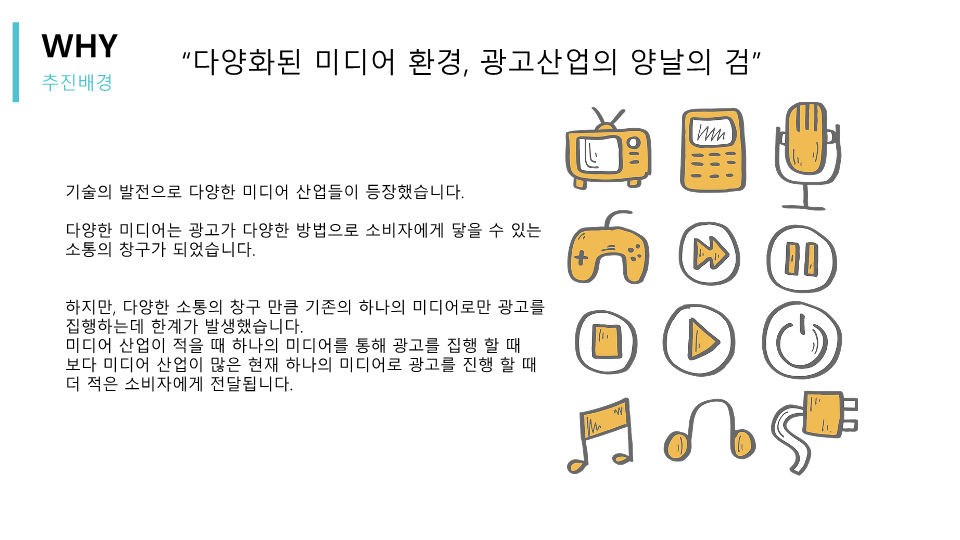 WHY
추진배경
“다양화된 미디어 환경, 광고산업의 양날의 검”
기술의 발전으로 다양한 미디어 산업들이 등장했습니다.
다양한 미디어는 광고가 다양한 방법으로 소비자에게 닿을 수 있는
소통의 창구가 되었습니다.
하지만, 다양한 소통의 창구 만큼 기존의 하나의 미디어로만 광고를
집행하는데 한계가 발생했습니다.
미디어 산업이 적을 때 하나의 미디어를 통해 광고를 집행 할 때
보다 미디어 산업이 많은 현재 하나의 미디어로 광고를 진행 할 때
더 적은 소비자에게 전달됩니다.